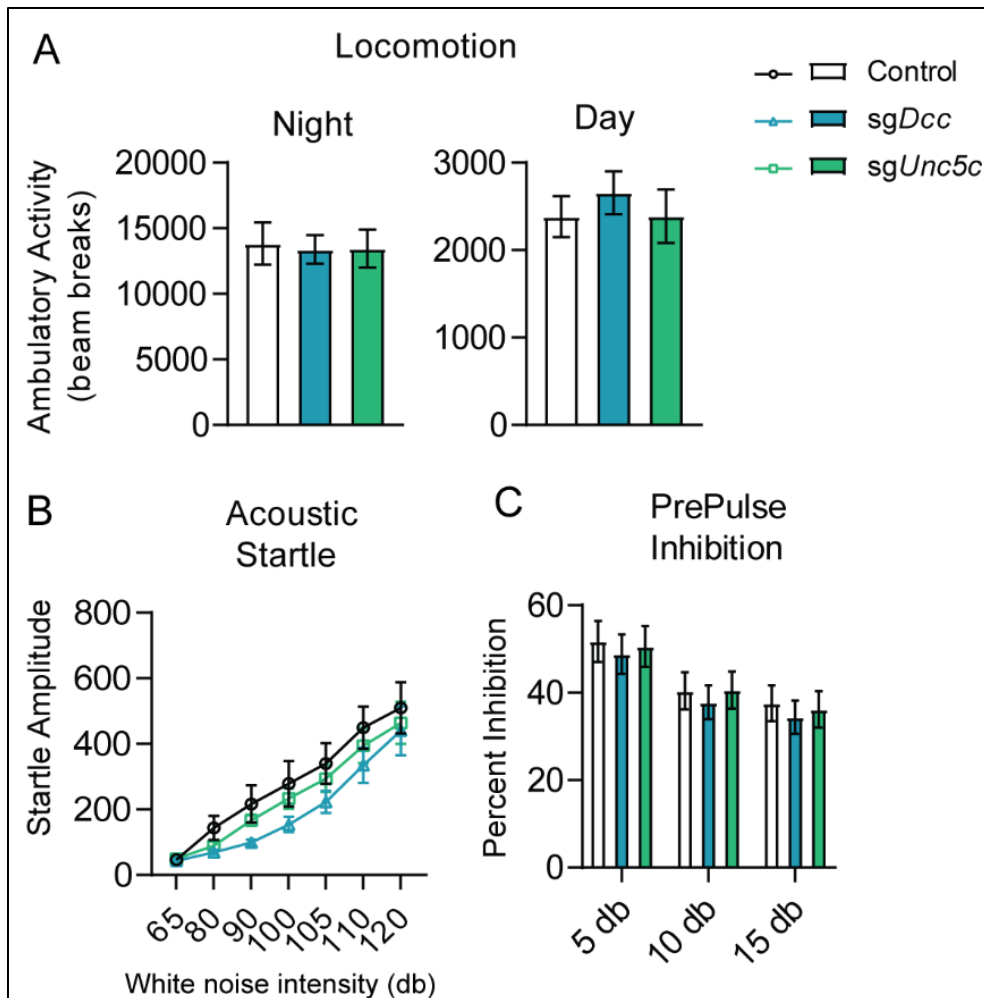 A
Locomotion
Control
sgDcc
sgUnc5c
Night
Day
Ambulatory Activity
(beam breaks)
20000
15000
10000
5000
0
3000
2000
1000
0
B
Acoustic
Startle
Startle Amplitude
800
600
400
200
0
65
80
90
100
105
110
120
White noise intensity (db)
C
PrePulse
Inhibition
Percent Inhibition
60
40
20
0
5 db
10 db
15 db